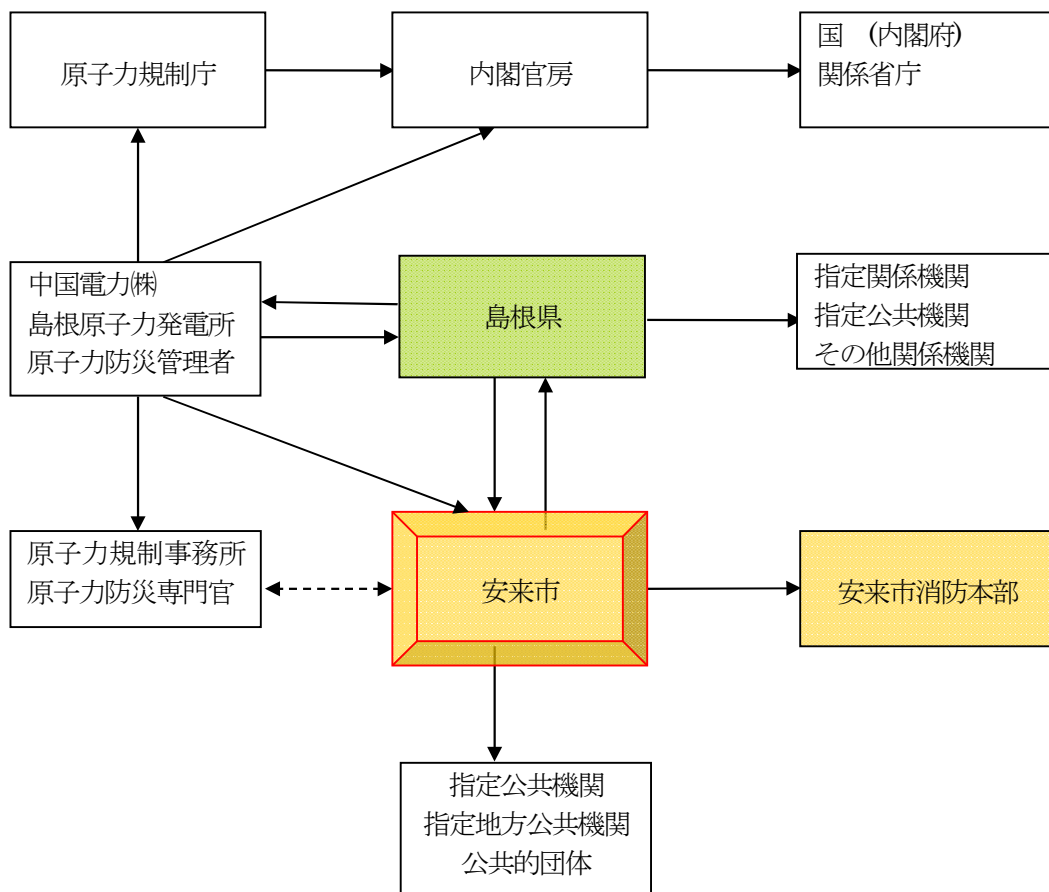 原子力規制庁
内閣官房
国　(内閣府)
関係省庁
中国電力㈱
島根原子力発電所
原子力防災管理者
島根県
指定関係機関
指定公共機関
その他関係機関
原子力規制事務所
原子力防災専門官
安来市
安来市消防本部
指定公共機関
指定地方公共機関
公共的団体